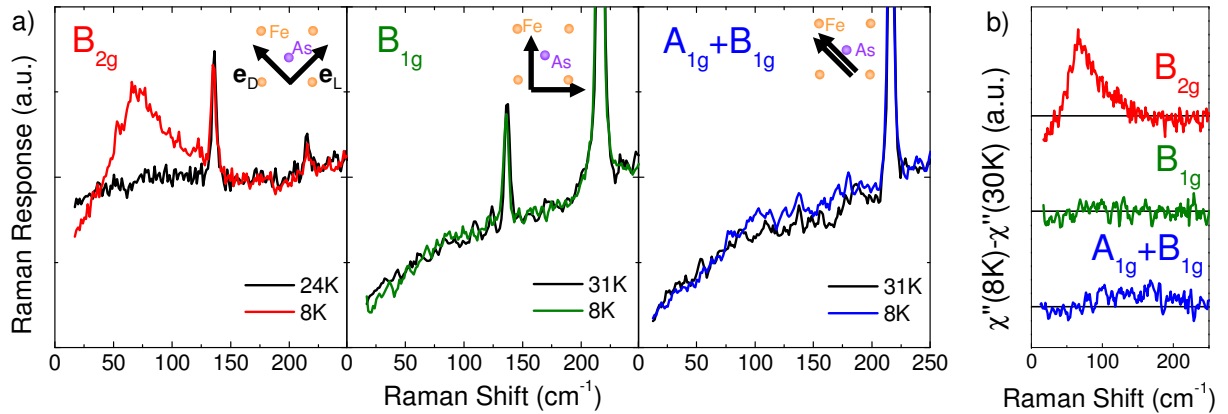 a)
Raman Response (a.u.)
B2g
Fe
As
eD
eL
24K
8K
0 50 100 150 200
B1g
Fe
As
31K
8K
0 50 100 150 200
A1g+B1g
Fe
As
31K
8K
0 50 100 150 200 250
Raman Shift (cm-1)
b)
χ"(8K)-χ"(30K) (a.u.)
B2g
B1g
A1g+B1g
0 100 200
Raman Shift (cm-1)